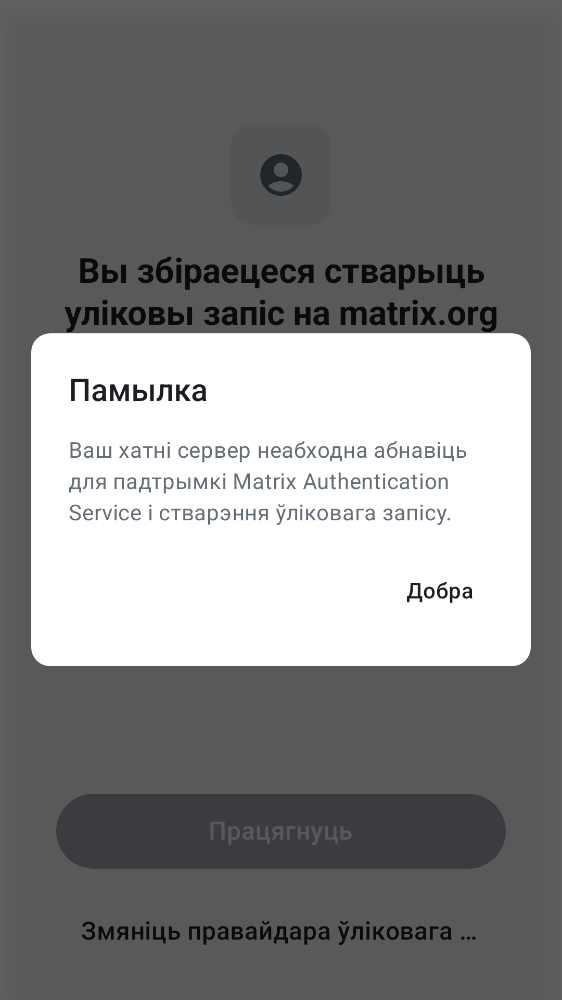 Вы збіраецеся стварыць
уліковы запіс на matrix.org
Памылка
Ваш хатні сервер неабходна абнавіць
для падтрымкі Matrix Authentication
Service і стварэння ўліковага запісу.
Добра
Працягнуць
Змяніць правайдара ўліковага ...